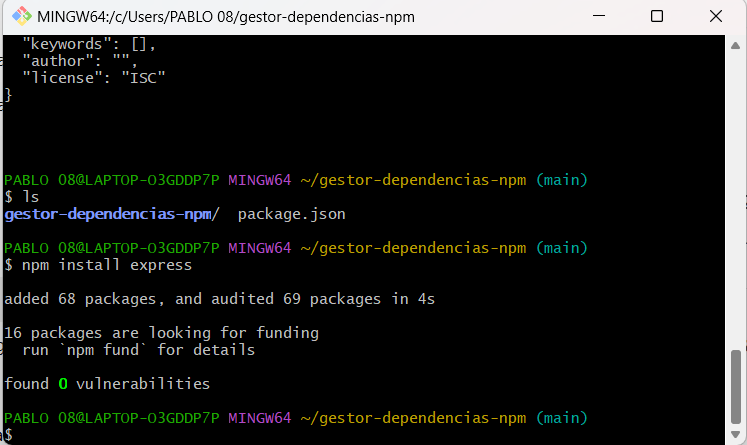 MINGW64:/c/Users/PABLO 08/gestor-dependencias-npm
"keywords": [],
"author": "",
"license": "ISC"
}
PABLO 08@LAPTOP-O3GDDP7P MINGW64 ~/gestor-dependencias-npm (main)
$ ls
gestor-dependencias-npm/  package.json
PABLO 08@LAPTOP-O3GDDP7P MINGW64 ~/gestor-dependencias-npm (main)
$ npm install express
added 68 packages, and audited 69 packages in 4s
16 packages are looking for funding
run `npm fund` for details
found 0 vulnerabilities
PABLO 08@LAPTOP-O3GDDP7P MINGW64 ~/gestor-dependencias-npm (main)
$